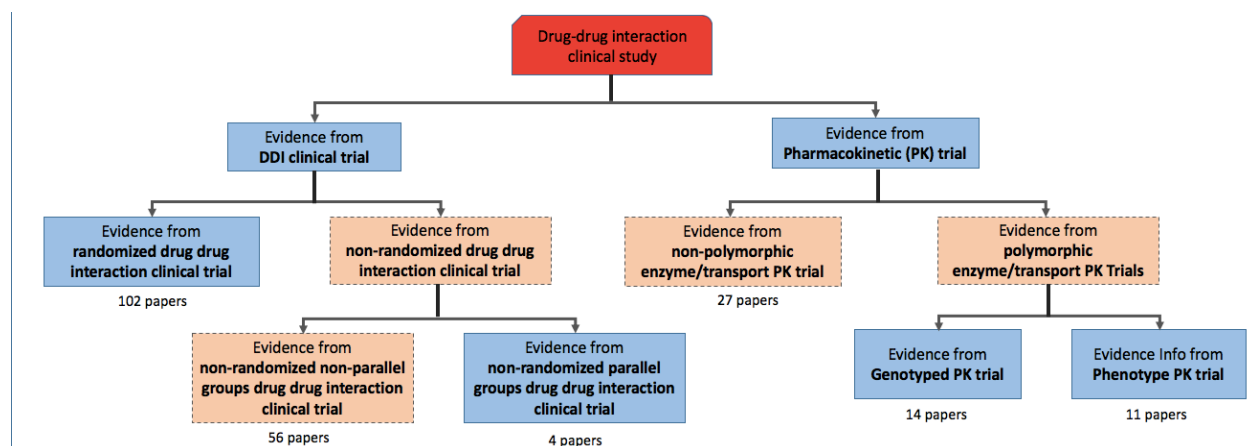 Drug-drug interaction
clinical study
Evidence from
DDI clinical trial
Evidence from
Pharmacokinetic (PK) trial
Evidence from
randomized drug drug
interaction clinical trial
102 papers
Evidence from
non-randomized drug drug
interaction clinical trial
Evidence from
non-polymorphic
enzyme/transport PK trial
27 papers
Evidence from
polymorphic
enzyme/transport PK Trials
Evidence from
non-randomized non-parallel
groups drug drug interaction
clinical trial
56 papers
Evidence from
non-randomized parallel
groups drug drug interaction
clinical trial
4 papers
Evidence from
Genotyped PK trial
14 papers
Evidence Info from
Phenotype PK trial
11 papers